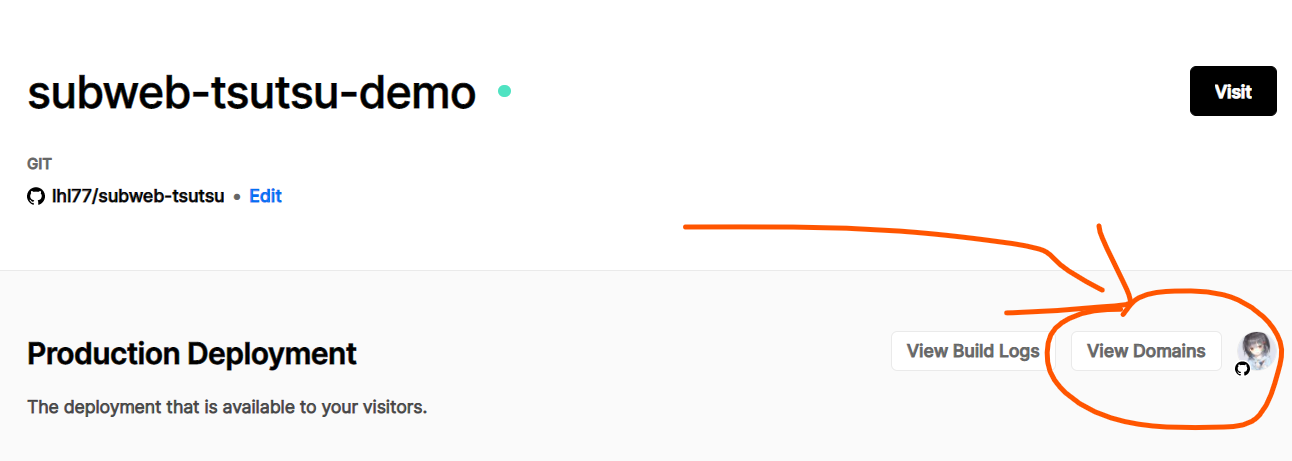 subweb-tsutsu-demo
Visit
GIT
lhl77/subweb-tsutsu • Edit
Production Deployment
View Build Logs
View Domains
The deployment that is available to your visitors.